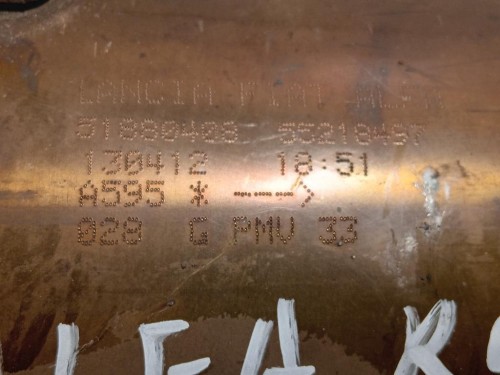 LANCIA FIAT ALFA
51880408 55218497
130412 18:51
A595 * ---->
028 G PMV 33